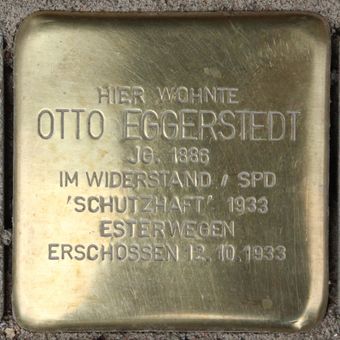 HIER WOHNTE
OTTO EGGERSTEDT
JG. 1886
IM WIDERSTAND / SPD
'SCHUTZHAFT' 1933
ESTERWEGEN
ERSCHOSSEN 12.10.1933